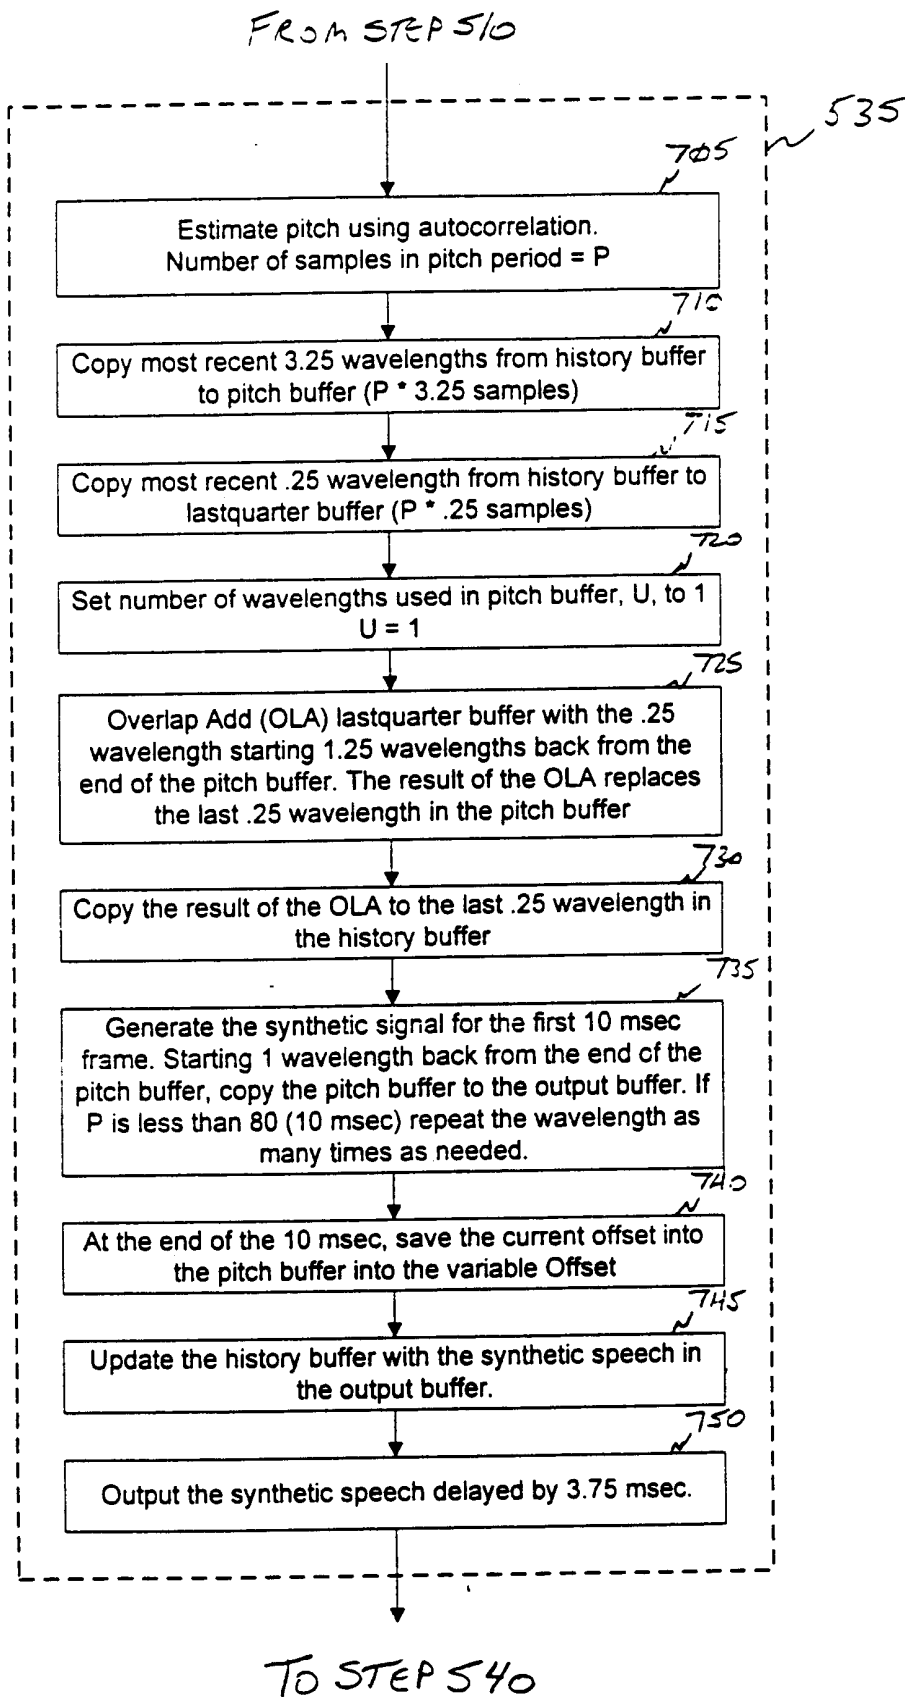 FROM STEP 510
535
705
Estimate pitch using autocorrelation.
Number of samples in pitch period = P
710
Copy most recent 3.25 wavelengths from history buffer
to pitch buffer (P * 3.25 samples)
715
Copy most recent .25 wavelength from history buffer to
lastquarter buffer (P * .25 samples)
720
Set number of wavelengths used in pitch buffer, U, to 1
U = 1
725
Overlap Add (OLA) lastquarter buffer with the .25
wavelength starting 1.25 wavelengths back from the
end of the pitch buffer. The result of the OLA replaces
the last .25 wavelength in the pitch buffer
730
Copy the result of the OLA to the last .25 wavelength in
the history buffer
735
Generate the synthetic signal for the first 10 msec
frame. Starting 1 wavelength back from the end of the
pitch buffer, copy the pitch buffer to the output buffer. If
P is less than 80 (10 msec) repeat the wavelength as
many times as needed.
740
At the end of the 10 msec, save the current offset into
the pitch buffer into the variable Offset
745
Update the history buffer with the synthetic speech in
the output buffer.
750
Output the synthetic speech delayed by 3.75 msec.
TO STEP 540